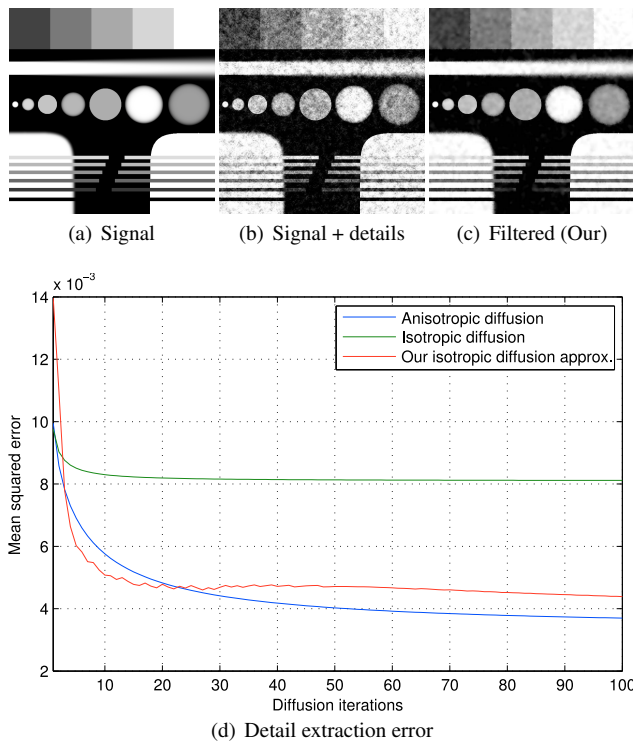 (a) Signal
(b) Signal + details
(c) Filtered (Our)
x 10⁻³
14
12
10
8
6
4
2
Mean squared error
Anisotropic diffusion
Isotropic diffusion
Our isotropic diffusion approx.
10 20 30 40 50 60 70 80 90 100
Diffusion iterations
(d) Detail extraction error